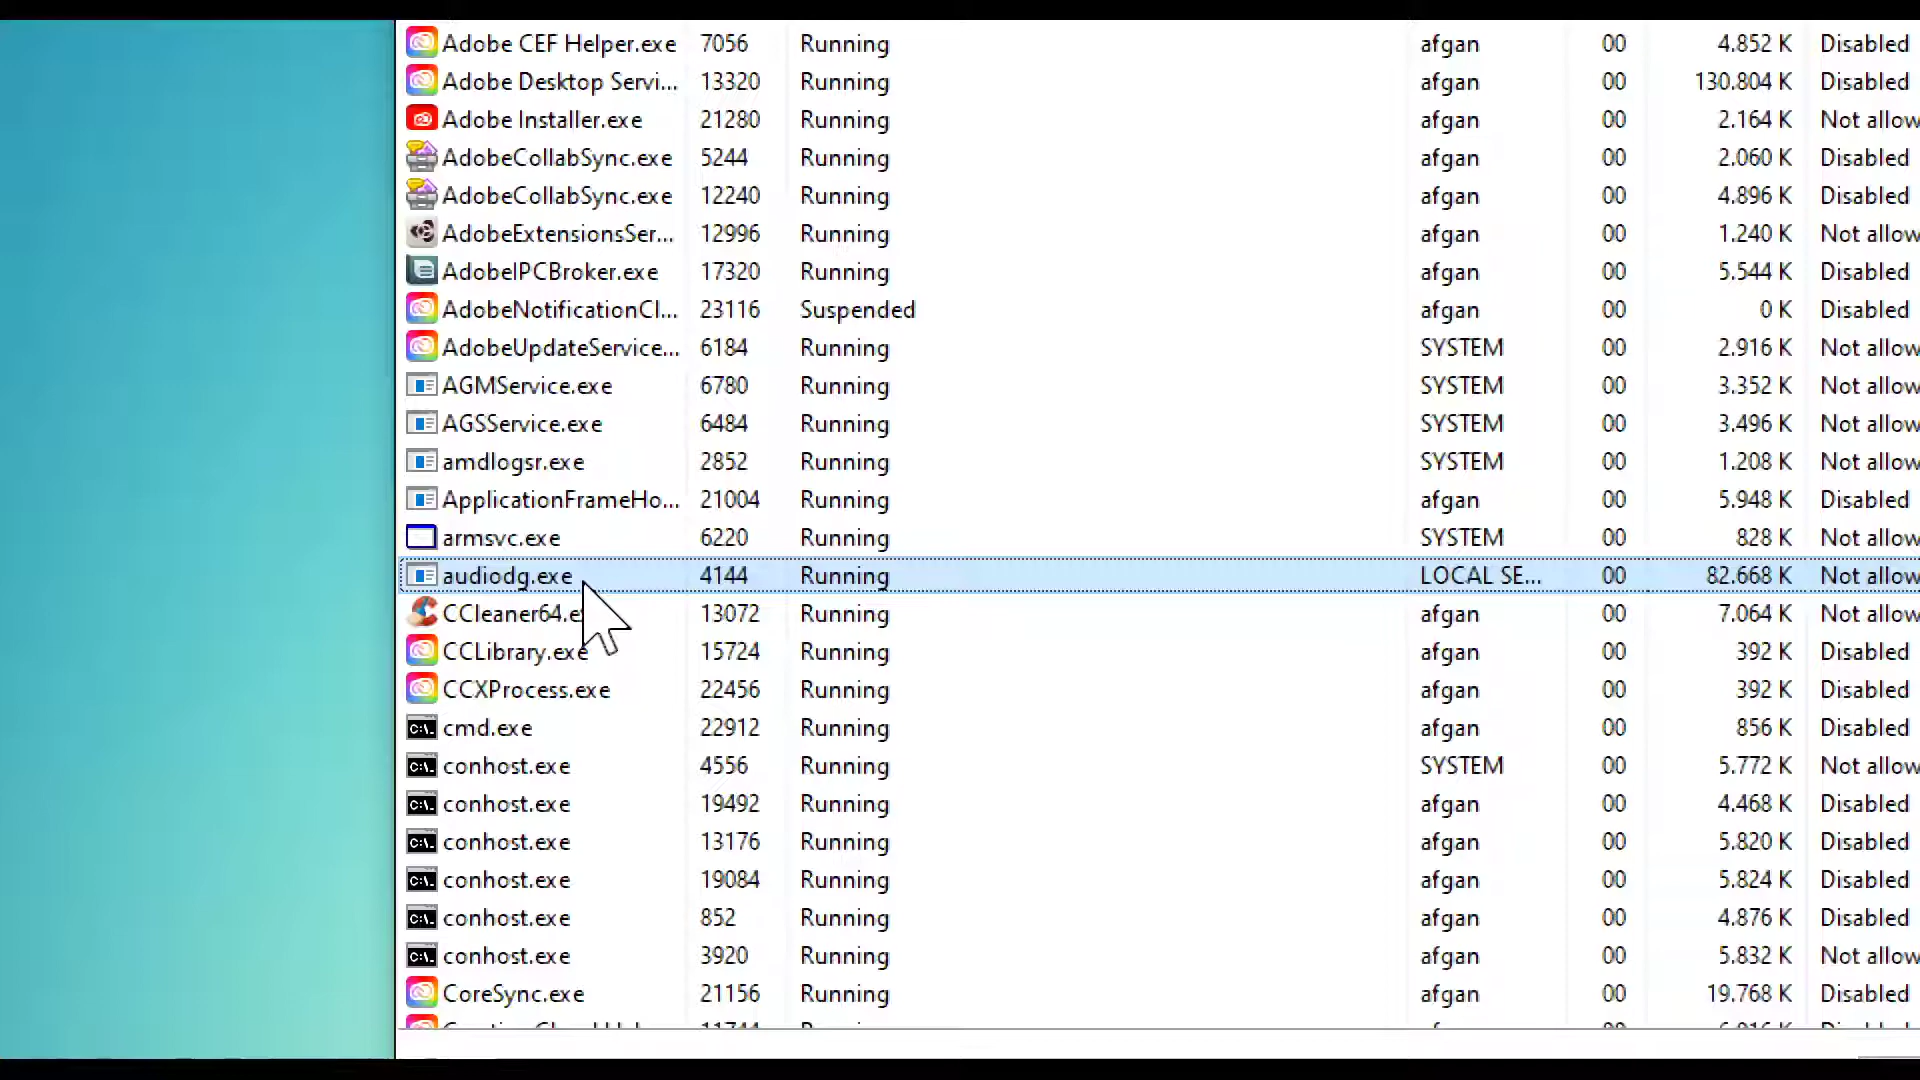 Adobe CEF Helper.exe 7056 Running afgan 00 4.852 K Disabled
Adobe Desktop Servi... 13320 Running afgan 00 130.804 K Disabled
Adobe Installer.exe 21280 Running afgan 00 2.164 K Not allow
AdobeCollabSync.exe 5244 Running afgan 00 2.060 K Disabled
AdobeCollabSync.exe 12240 Running afgan 00 4.896 K Disabled
AdobeExtensionsSer... 12996 Running afgan 00 1.240 K Not allow
AdobeIPCBroker.exe 17320 Running afgan 00 5.544 K Disabled
AdobeNotificationCl... 23116 Suspended afgan 00 0 K Disabled
AdobeUpdateService... 6184 Running SYSTEM 00 2.916 K Not allow
AGMService.exe 6780 Running SYSTEM 00 3.352 K Not allow
AGSService.exe 6484 Running SYSTEM 00 3.496 K Not allow
amdlogsr.exe 2852 Running SYSTEM 00 1.208 K Not allow
ApplicationFrameHo... 21004 Running afgan 00 5.948 K Disabled
armsvc.exe 6220 Running SYSTEM 00 828 K Not allow
audiodg.exe 4144 Running LOCAL SE... 00 82.668 K Not allow
CCleaner64.ex 13072 Running afgan 00 7.064 K Not allow
CCLibrary.exe 15724 Running afgan 00 392 K Disabled
CCXProcess.exe 22456 Running afgan 00 392 K Disabled
cmd.exe 22912 Running afgan 00 856 K Disabled
conhost.exe 4556 Running SYSTEM 00 5.772 K Not allow
conhost.exe 19492 Running afgan 00 4.468 K Disabled
conhost.exe 13176 Running afgan 00 5.820 K Disabled
conhost.exe 19084 Running afgan 00 5.824 K Disabled
conhost.exe 852 Running afgan 00 4.876 K Disabled
conhost.exe 3920 Running afgan 00 5.832 K Not allow
CoreSync.exe 21156 Running afgan 00 19.768 K Disabled